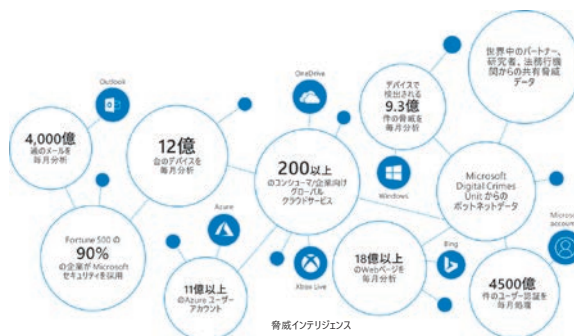 Outlook
4,000億
通のメールを
毎月分析
Fortune 500 の
90%
の企業が Microsoft
セキュリティを採用
12億
台のデバイスを
毎月分析
Azure
11億以上
のAzure ユーザー
アカウント
OneDrive
200以上
のコンシューマ/企業向け
グローバル
クラウドサービス
Xbox Live
デバイスで
検出される
9.3億
件の脅威を
毎月分析
Windows
18億以上
のWebページを
毎月分析
Bing
世界中のパートナー、
研究者、法務行機
関からの共有脅威
データ
Microsoft
Digital Crimes
Unit からの
ボットネットデータ
Microso
account
4500億
件のユーザー認証を
毎月処理
脅威インテリジェンス